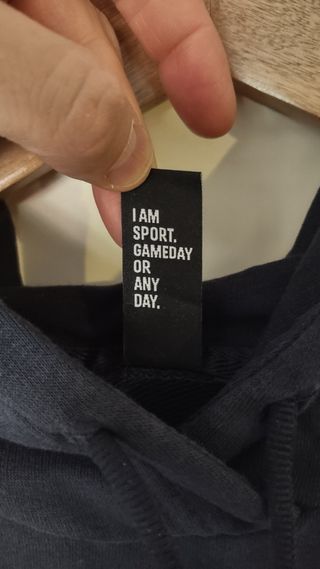 I AM
SPORT.
GAMEDAY
OR
ANY
DAY.